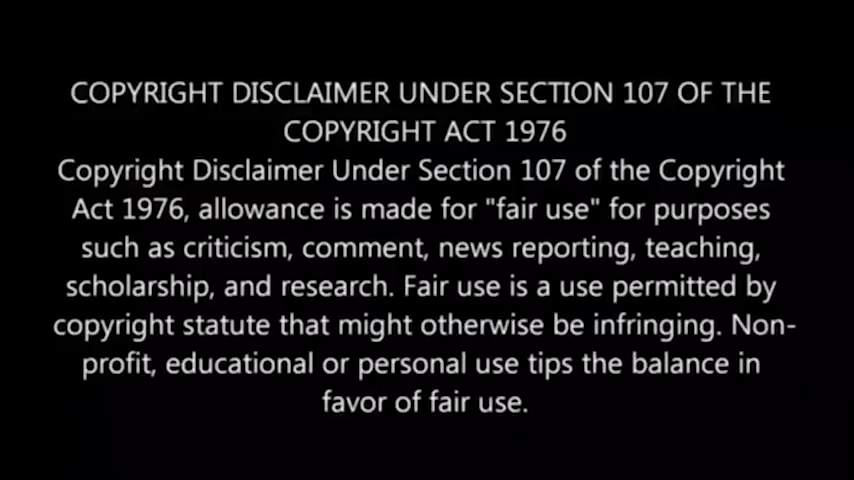 COPYRIGHT DISCLAIMER UNDER SECTION 107 OF THE
COPYRIGHT ACT 1976
Copyright Disclaimer Under Section 107 of the Copyright
Act 1976, allowance is made for "fair use" for purposes
such as criticism, comment, news reporting, teaching,
scholarship, and research. Fair use is a use permitted by
copyright statute that might otherwise be infringing. Non-
profit, educational or personal use tips the balance in
favor of fair use.